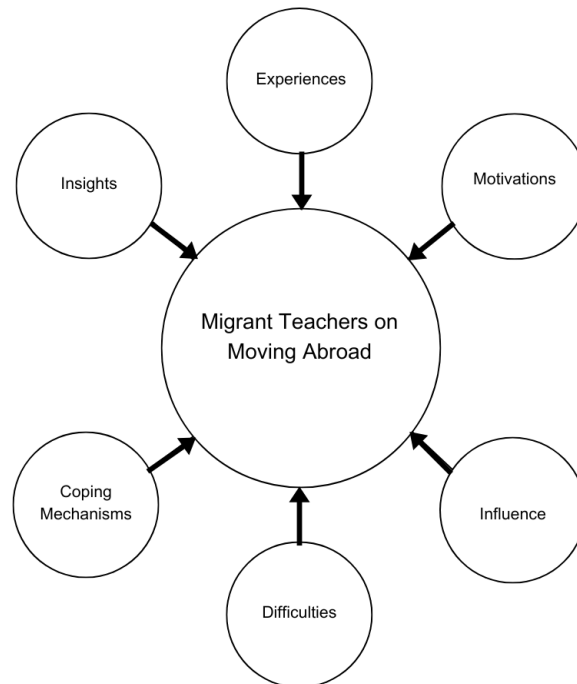 Experiences
Insights
Motivations
Migrant Teachers on
Moving Abroad
Coping
Mechanisms
Influence
Difficulties